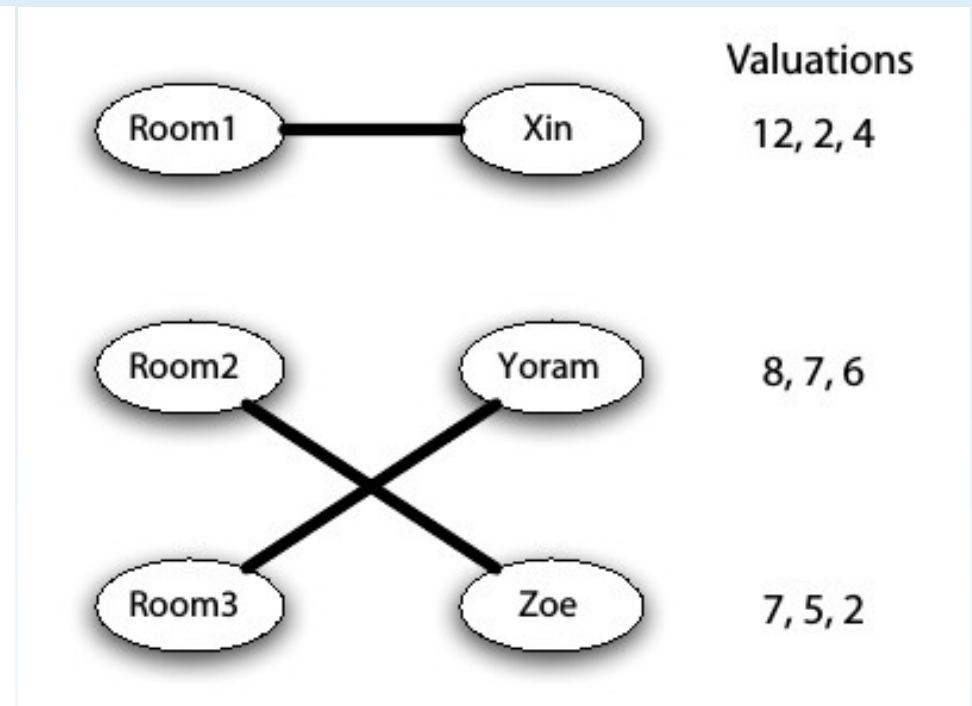 Valuations
Room1 Xin 12, 2, 4
Room2 Yoram 8, 7, 6
Room3 Zoe 7, 5, 2